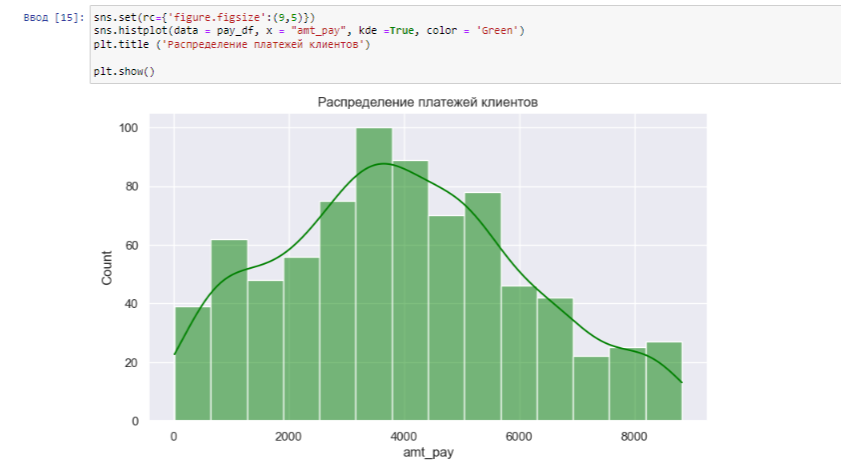 Ввод [15]: sns.set(rc={'figure.figsize':(9,5)})
sns.histplot(data = pay_df, x = "amt_pay", kde =True, color = 'Green')
plt.title ('Распределение платежей клиентов')
plt.show()
Распределение платежей клиентов
100
80
60
40
20
0
Count
0 2000 4000 6000 8000
amt_pay